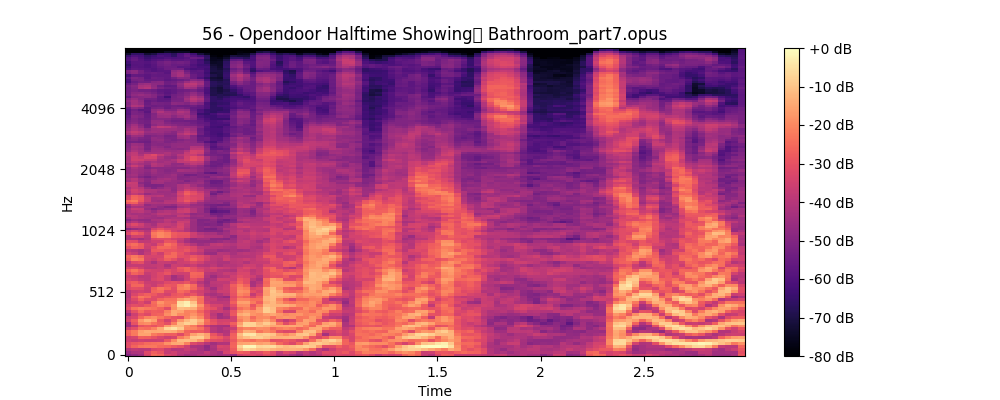 56 - Opendoor Halftime Showing▯ Bathroom_part7.opus
+0 dB
-10 dB
-20 dB
-30 dB
-40 dB
-50 dB
-60 dB
-70 dB
-80 dB
4096
2048
1024
512
0
Hz
0 0.5 1 1.5 2 2.5
Time